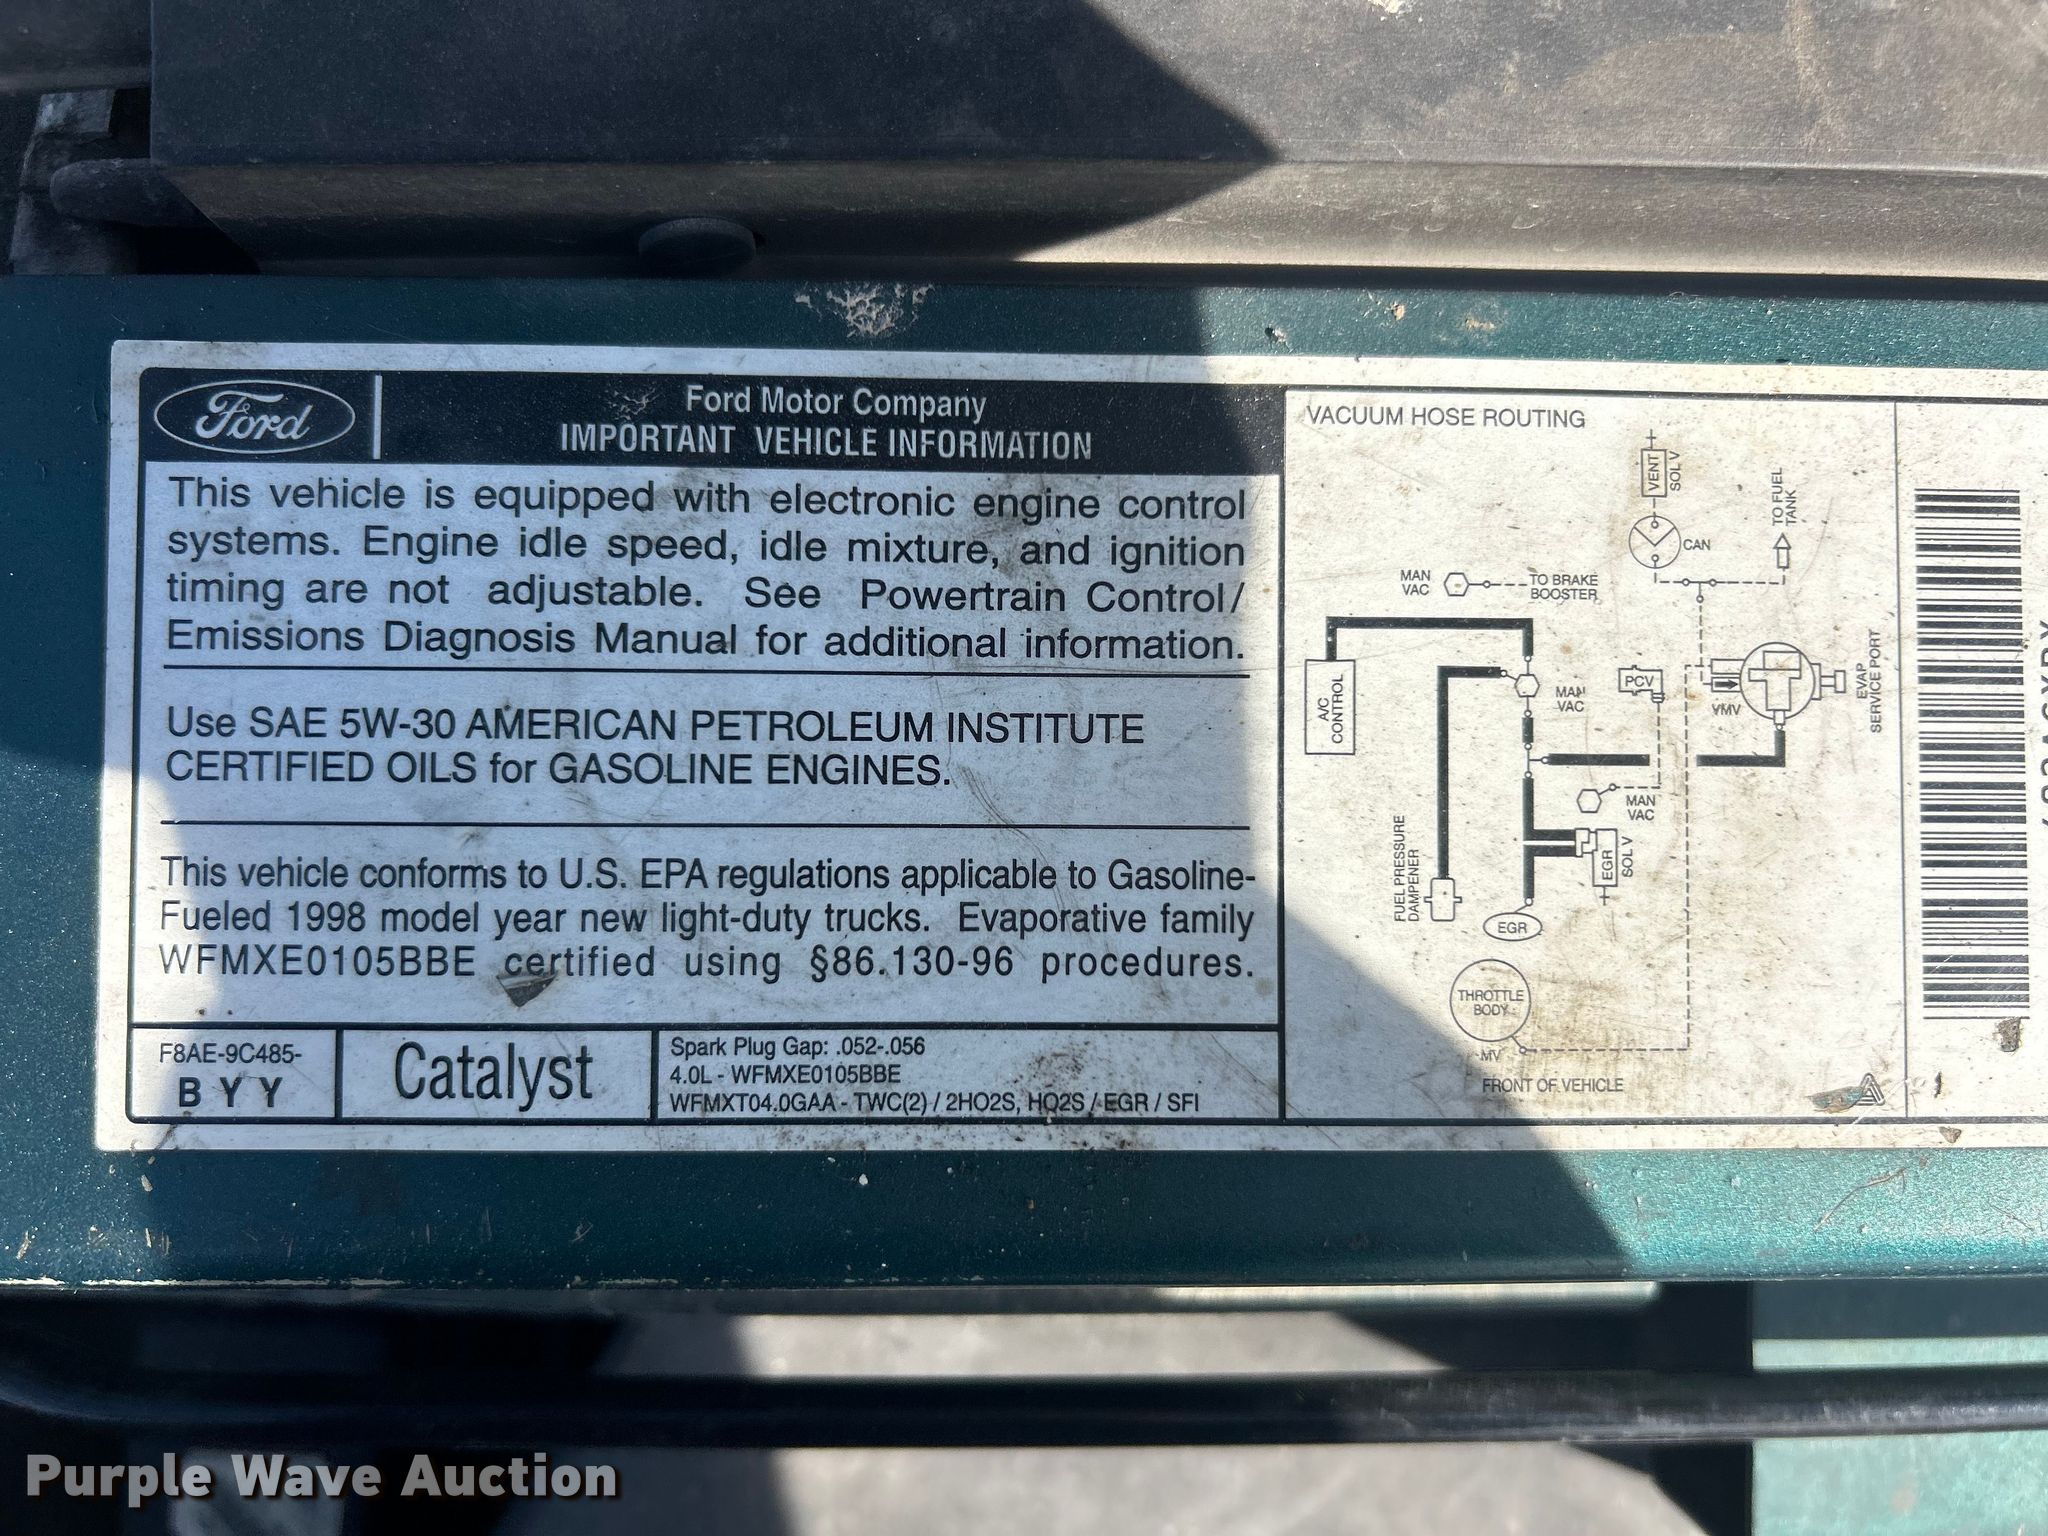 Ford
Ford Motor Company
IMPORTANT VEHICLE INFORMATION
This vehicle is equipped with electronic engine control
systems. Engine idle speed, idle mixture, and ignition
timing are not adjustable. See Powertrain Control/
Emissions Diagnosis Manual for additional information.
Use SAE 5W-30 AMERICAN PETROLEUM INSTITUTE
CERTIFIED OILS for GASOLINE ENGINES.
This vehicle conforms to U.S. EPA regulations applicable to Gasoline-
Fueled 1998 model year new light-duty trucks. Evaporative family
WFMXE0105BBE certified using §86.130-96 procedures.
F8AE-9C485-
BYY
Catalyst
Spark Plug Gap: .052-.056
4.0L - WFMXE0105BBE
WFMXT04.0GAA - TWC(2) / 2HO2S, HO2S / EGR / SFI
VACUUM HOSE ROUTING
VENT
SOL V
TO FUEL
TANK
CAN
MAN
VAC
TO BRAKE
BOOSTER
A/C
CONTROL
MAN
VAC
PCV
VMV
EVAP
SERVICE PORT
MAN
VAC
FUEL PRESSURE
DAMPENER
EGR
SOL V
EGR
THROTTLE
BODY
MV
FRONT OF VEHICLE
Purple Wave Auction